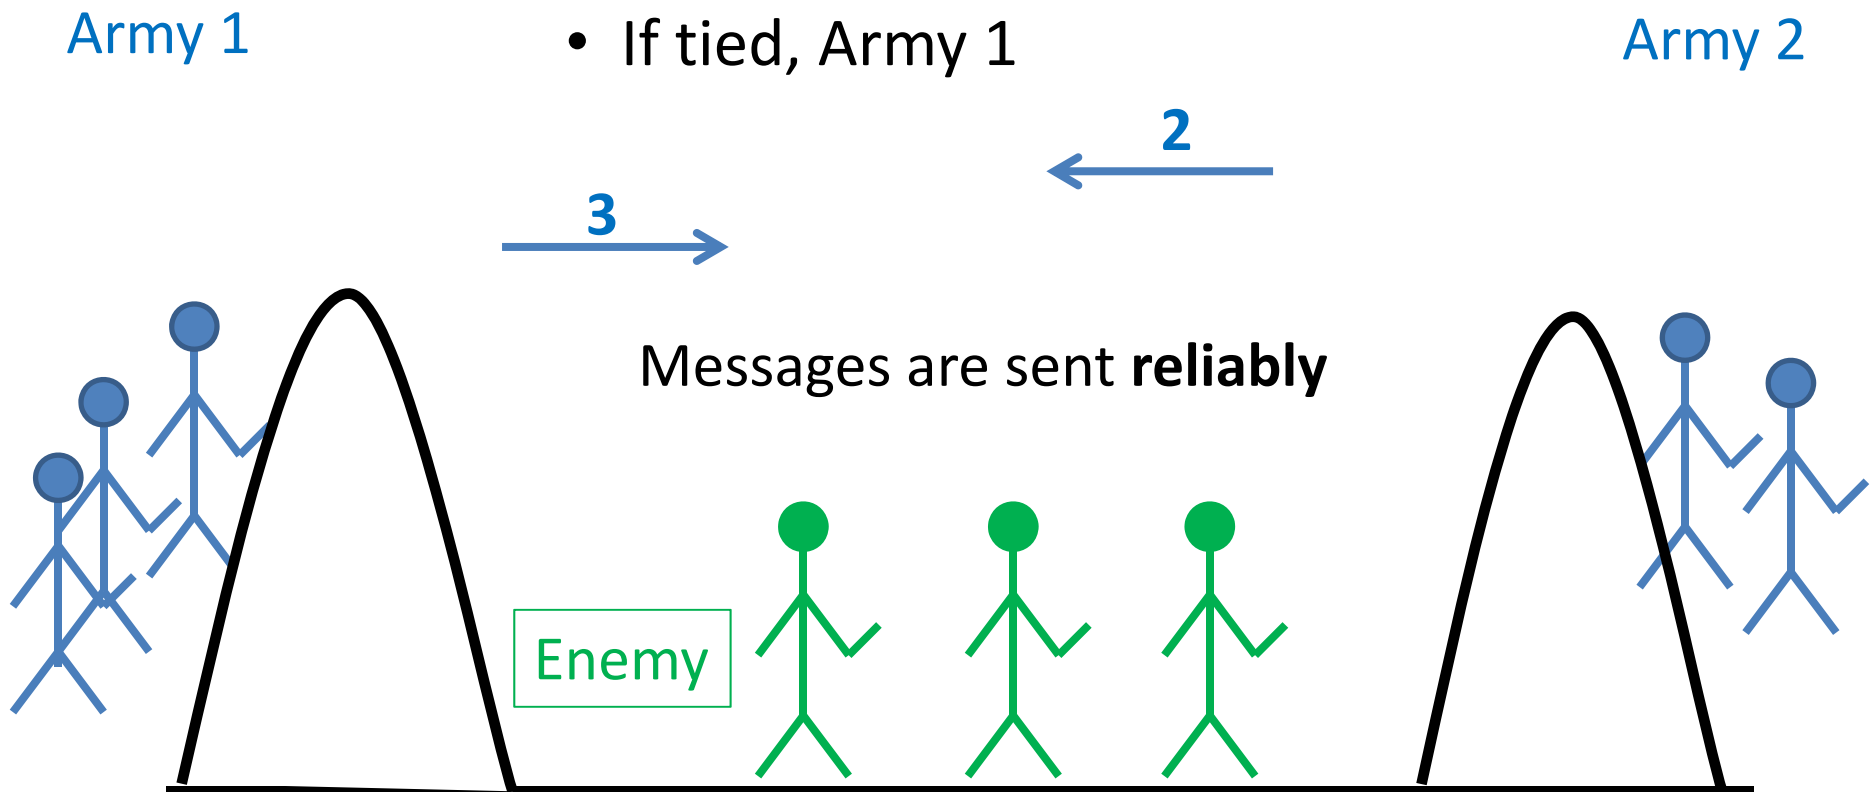 Army 1
• If tied, Army 1
Army 2
2
3
Messages are sent reliably
Enemy